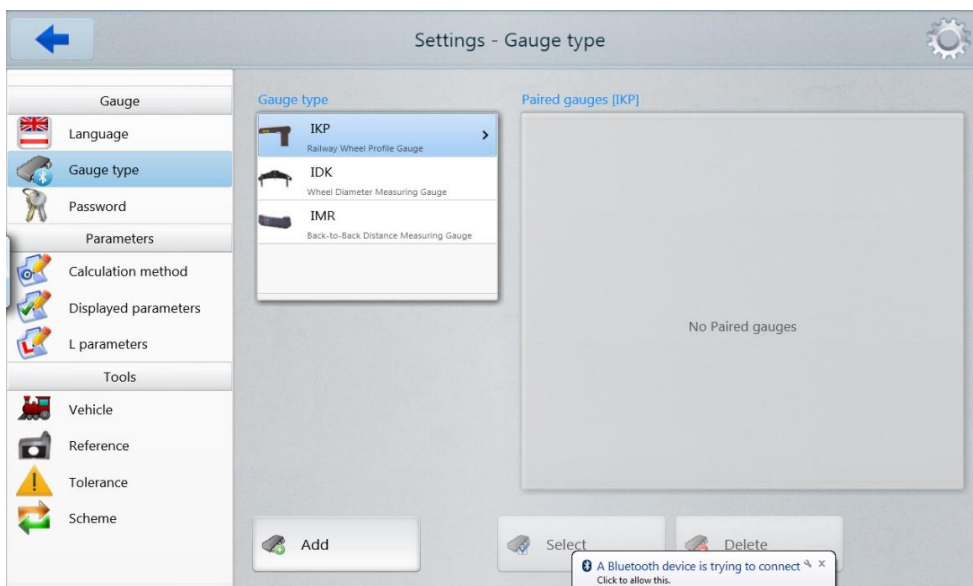 Settings - Gauge type
Gauge
Language
Gauge type
Password
Parameters
Calculation method
Displayed parameters
L parameters
Tools
Vehicle
Reference
Tolerance
Scheme
Gauge type
IKP
Railway Wheel Profile Gauge
IDK
Wheel Diameter Measuring Gauge
IMR
Back-to-Back Distance Measuring Gauge
Paired gauges [IKP]
No Paired gauges
Add
Select
Delete
A Bluetooth device is trying to connect
Click to allow this.